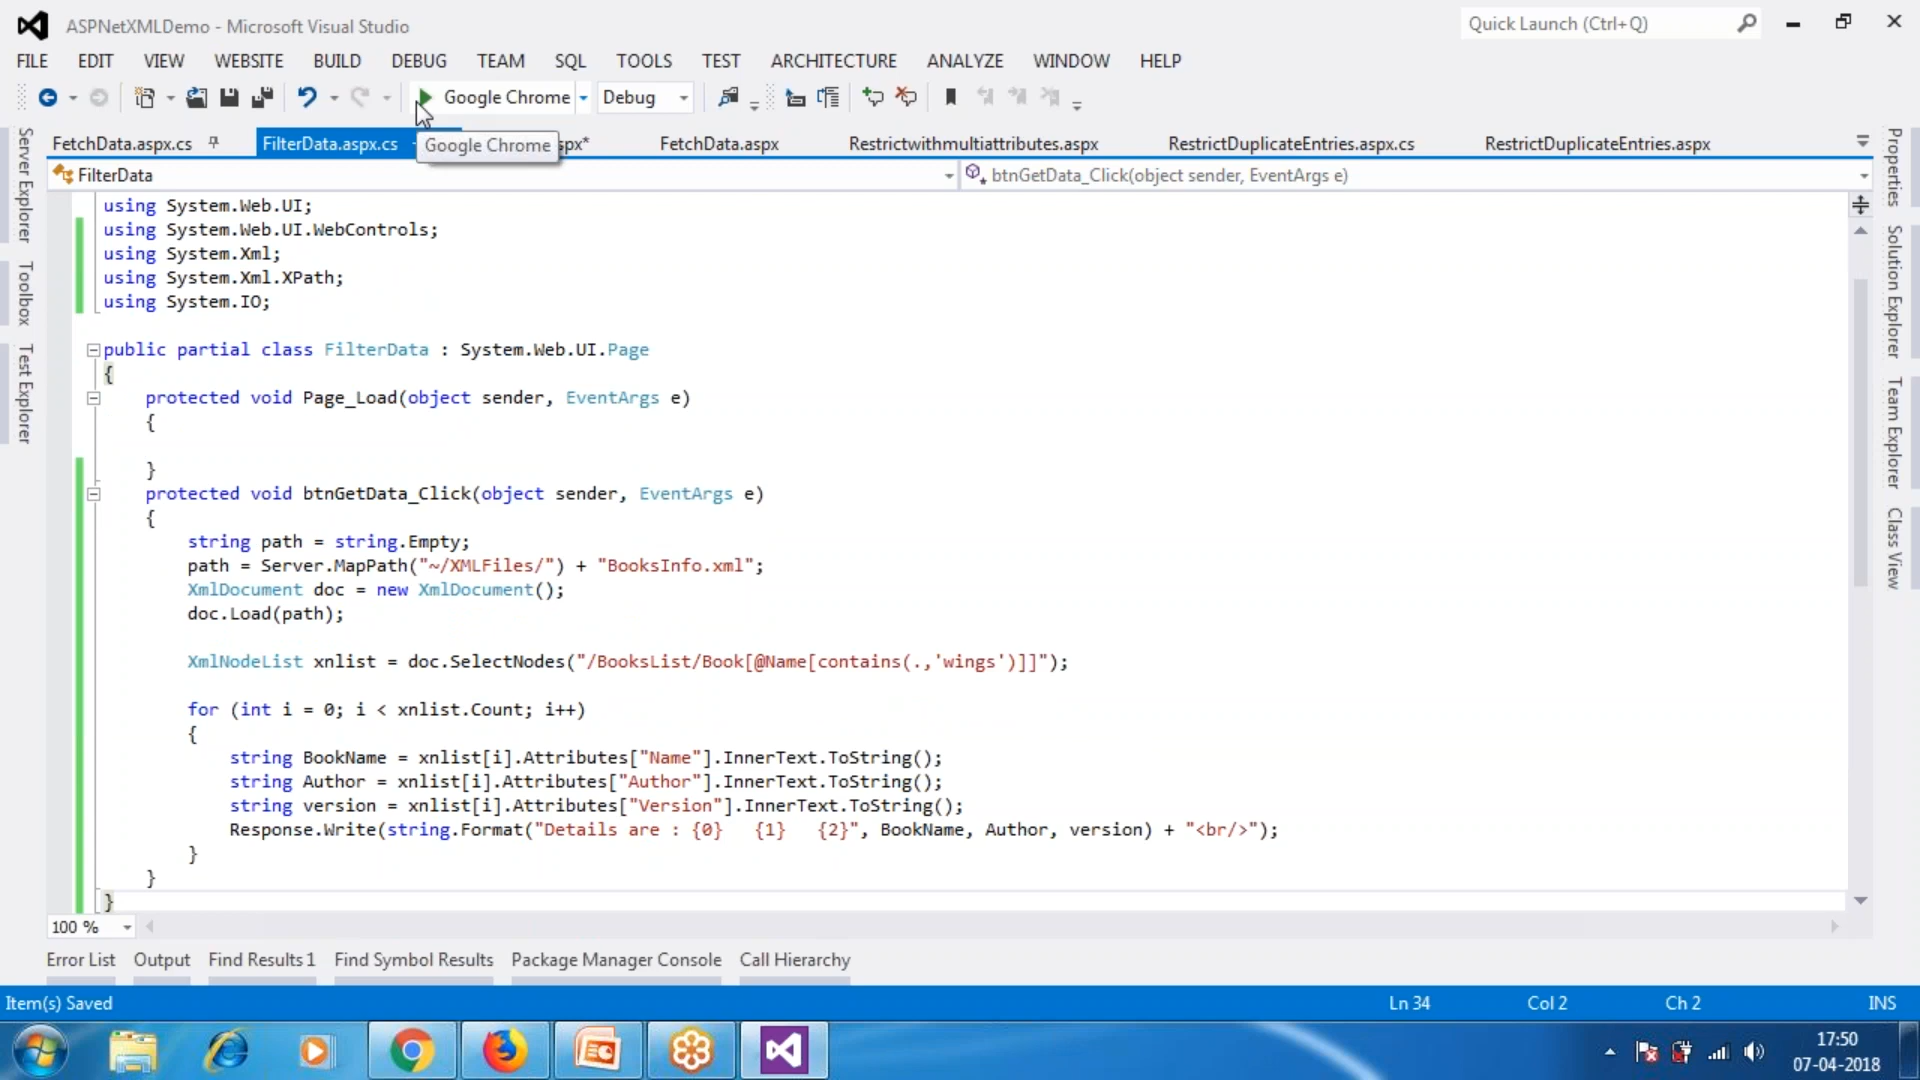 ASPNetXMLDemo - Microsoft Visual Studio
Quick Launch (Ctrl+Q)
FILE EDIT VIEW WEBSITE BUILD DEBUG TEAM SQL TOOLS TEST ARCHITECTURE ANALYZE WINDOW HELP
Google Chrome Debug
FetchData.aspx.cs FilterData.aspx.cs spx* FetchData.aspx Restrictwithmultiattributes.aspx RestrictDuplicateEntries.aspx.cs RestrictDuplicateEntries.aspx
Google Chrome
FilterData btnGetData_Click(object sender, EventArgs e)
Server Explorer
Toolbox
Test Explorer
using System.Web.UI;
using System.Web.UI.WebControls;
using System.Xml;
using System.Xml.XPath;
using System.IO;
public partial class FilterData : System.Web.UI.Page
{
protected void Page_Load(object sender, EventArgs e)
{
}
protected void btnGetData_Click(object sender, EventArgs e)
{
string path = string.Empty;
path = Server.MapPath("~/XMLFiles/") + "BooksInfo.xml";
XmlDocument doc = new XmlDocument();
doc.Load(path);
XmlNodeList xnlist = doc.SelectNodes("/BooksList/Book[@Name[contains(.,'wings')]]");
for (int i = 0; i < xnlist.Count; i++)
{
string BookName = xnlist[i].Attributes["Name"].InnerText.ToString();
string Author = xnlist[i].Attributes["Author"].InnerText.ToString();
string version = xnlist[i].Attributes["Version"].InnerText.ToString();
Response.Write(string.Format("Details are : {0}   {1}   {2}", BookName, Author, version) + "<br/>");
}
}
}
Properties
Solution Explorer
Team Explorer
Class View
100 %
Error List Output Find Results 1 Find Symbol Results Package Manager Console Call Hierarchy
Item(s) Saved Ln 34 Col 2 Ch 2 INS
17:50
07-04-2018